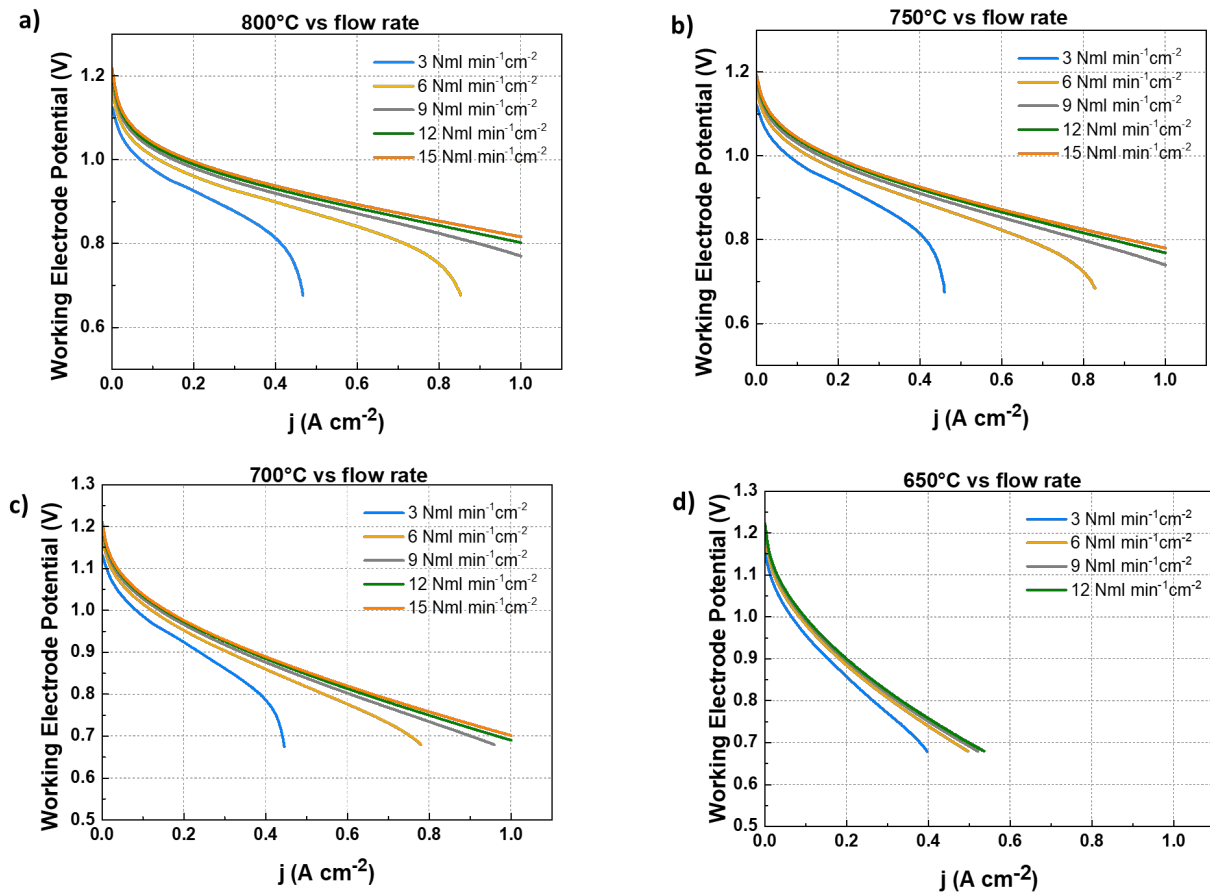 a)
800°C vs flow rate
3 Nml min⁻¹cm⁻²
6 Nml min⁻¹cm⁻²
9 Nml min⁻¹cm⁻²
12 Nml min⁻¹cm⁻²
15 Nml min⁻¹cm⁻²
Working Electrode Potential (V)
1.2
1.0
0.8
0.6
0.0 0.2 0.4 0.6 0.8 1.0
j (A cm⁻²)
b)
750°C vs flow rate
3 Nml min⁻¹cm⁻²
6 Nml min⁻¹cm⁻²
9 Nml min⁻¹cm⁻²
12 Nml min⁻¹cm⁻²
15 Nml min⁻¹cm⁻²
Working Electrode Potential (V)
1.2
1.0
0.8
0.6
0.0 0.2 0.4 0.6 0.8 1.0
j (A cm⁻²)
c)
700°C vs flow rate
3 Nml min⁻¹cm⁻²
6 Nml min⁻¹cm⁻²
9 Nml min⁻¹cm⁻²
12 Nml min⁻¹cm⁻²
15 Nml min⁻¹cm⁻²
Working Electrode Potential (V)
1.3
1.2
1.1
1.0
0.9
0.8
0.7
0.6
0.5
0.0 0.2 0.4 0.6 0.8 1.0
j (A cm⁻²)
d)
650°C vs flow rate
3 Nml min⁻¹cm⁻²
6 Nml min⁻¹cm⁻²
9 Nml min⁻¹cm⁻²
12 Nml min⁻¹cm⁻²
Working Electrode Potential (V)
1.3
1.2
1.1
1.0
0.9
0.8
0.7
0.6
0.5
0.0 0.2 0.4 0.6 0.8 1.0
j (A cm⁻²)